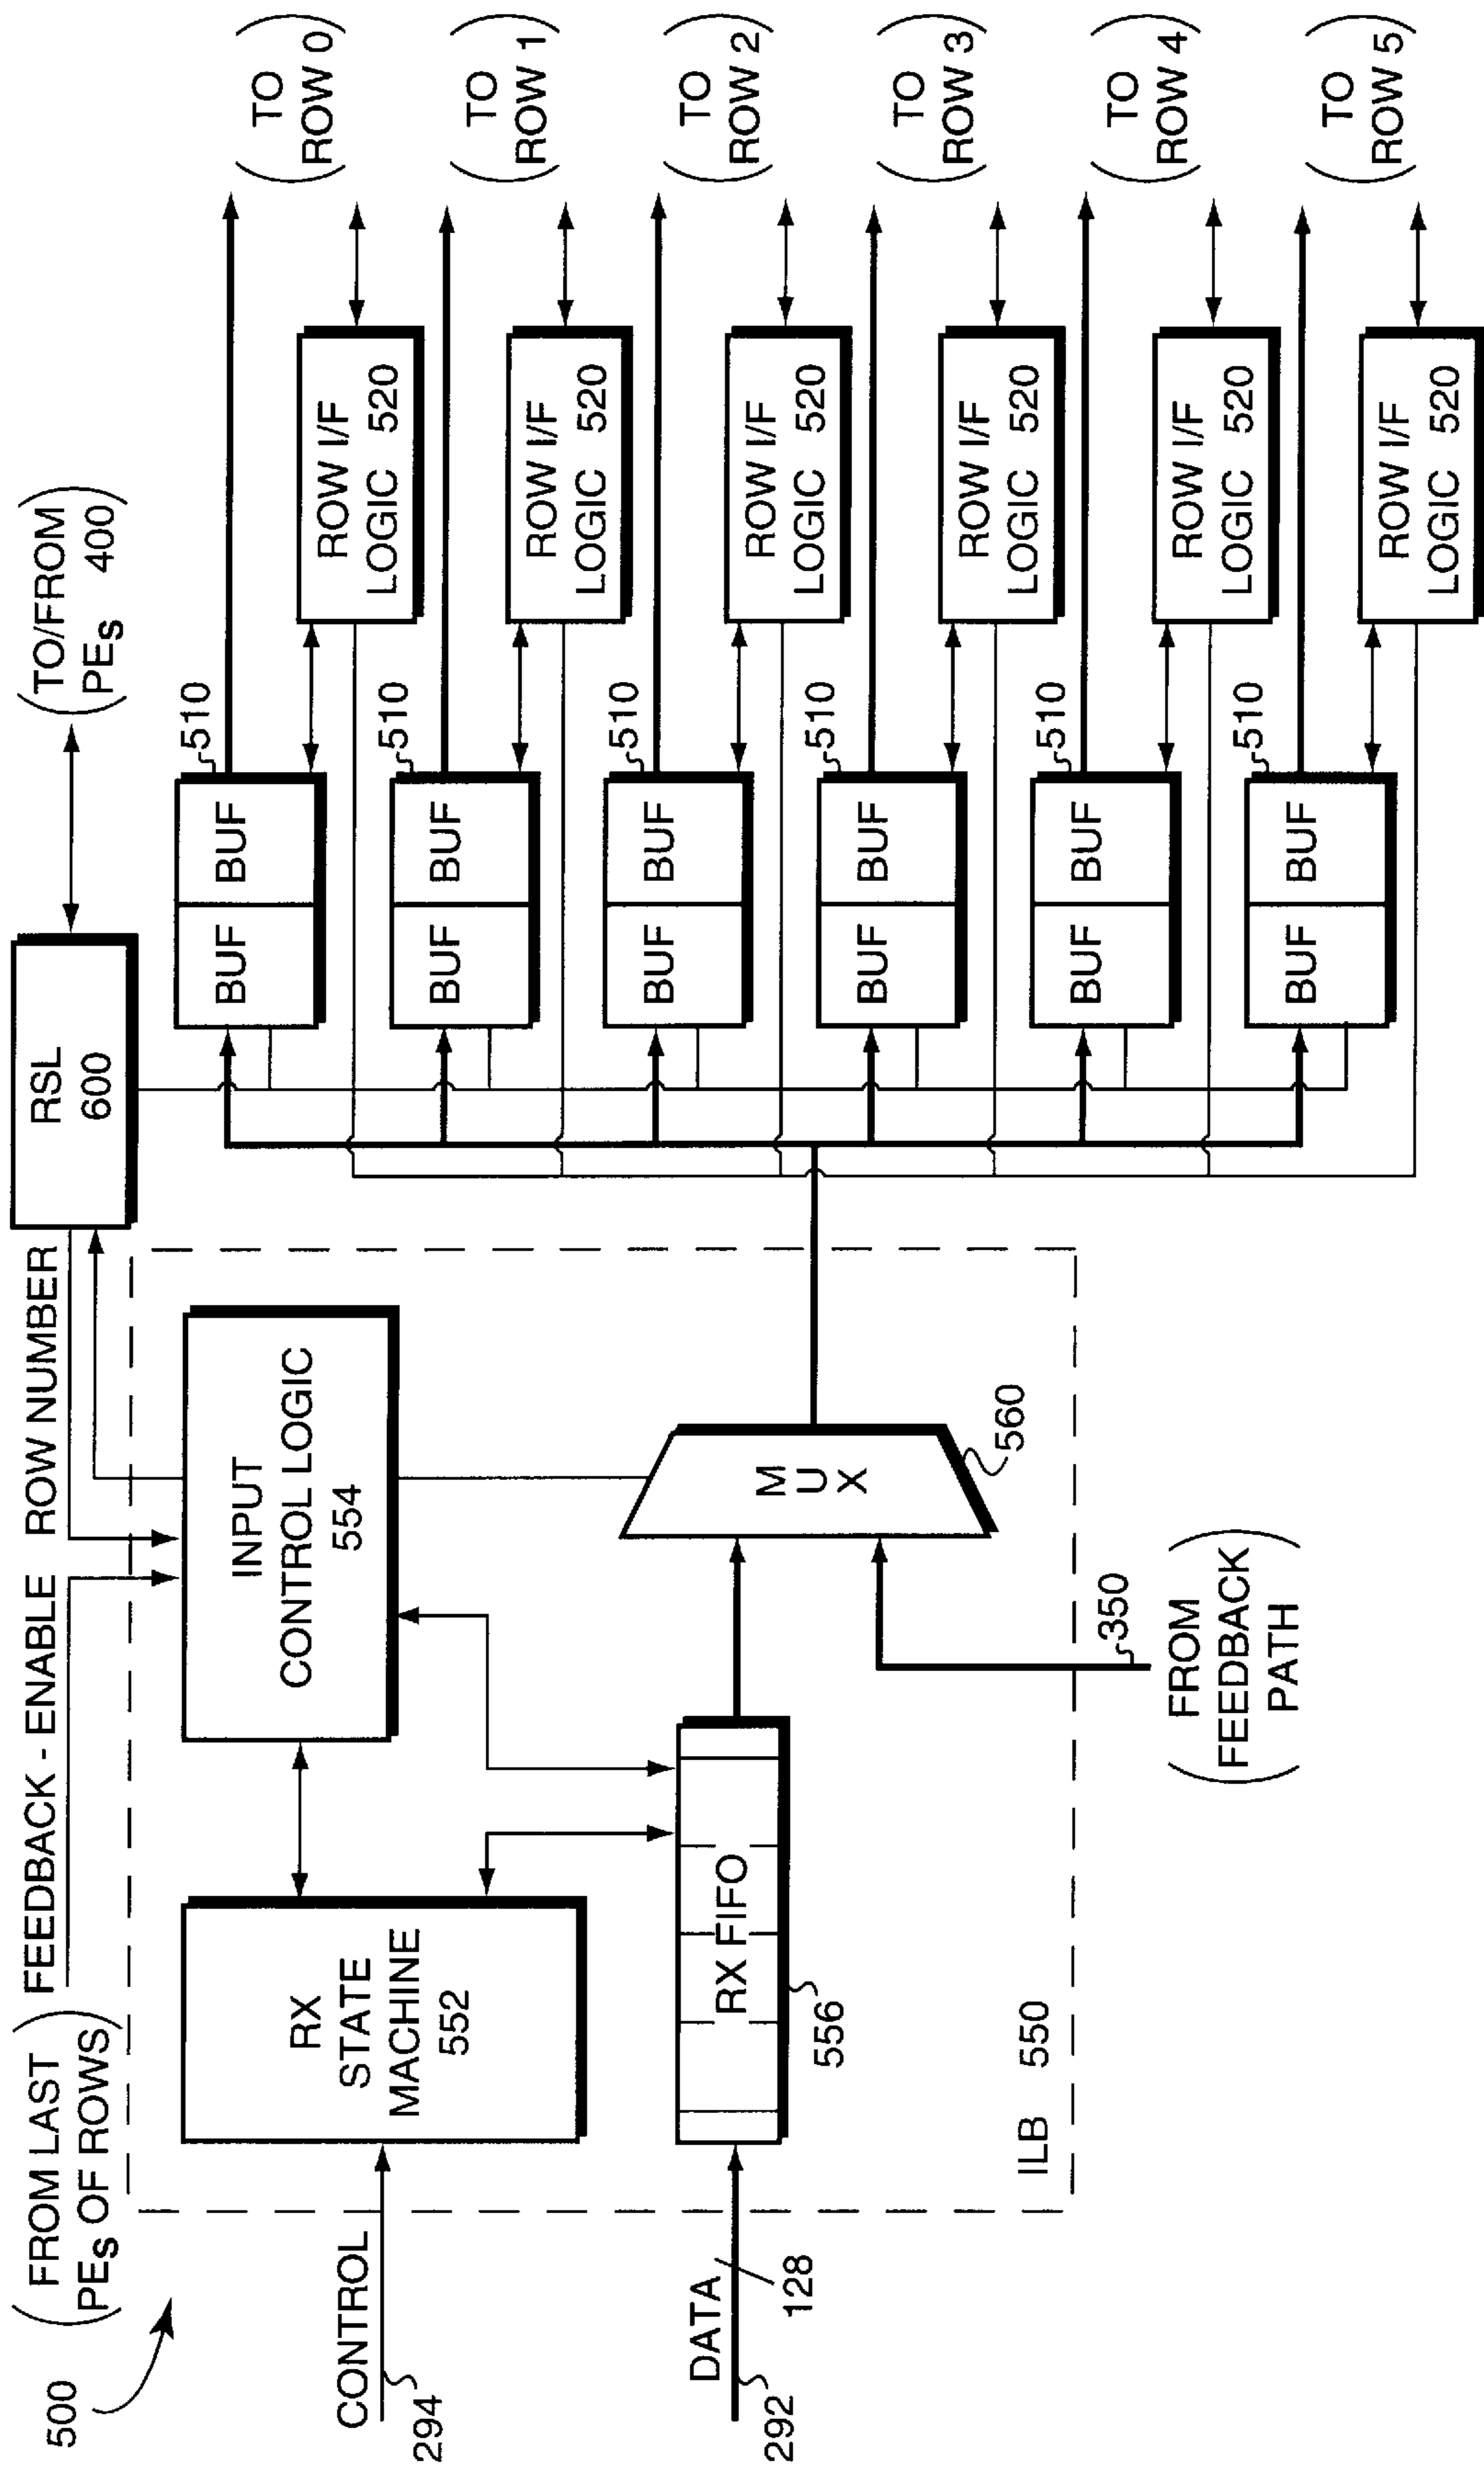 500
(FROM LAST
PEs OF ROWS)
FEEDBACK - ENABLE
ROW NUMBER
RSL
600
(TO/FROM
PEs 400)
CONTROL
294
RX
STATE
MACHINE
552
INPUT
CONTROL LOGIC
554
DATA
128
292
RX FIFO
556
MUX
560
350
(FROM
FEEDBACK
PATH)
ILB 550
BUF BUF
510
ROW I/F
LOGIC 520
(TO
ROW 0)
BUF BUF
510
ROW I/F
LOGIC 520
(TO
ROW 1)
BUF BUF
510
ROW I/F
LOGIC 520
(TO
ROW 2)
BUF BUF
510
ROW I/F
LOGIC 520
(TO
ROW 3)
BUF BUF
510
ROW I/F
LOGIC 520
(TO
ROW 4)
BUF BUF
510
ROW I/F
LOGIC 520
(TO
ROW 5)